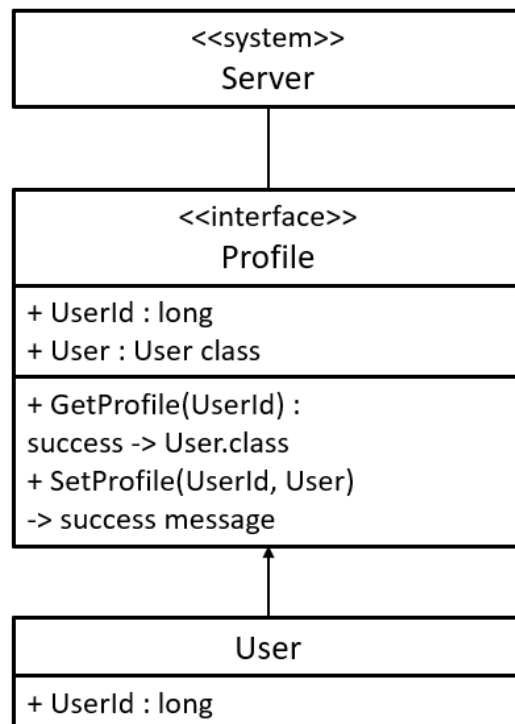 <<system>>
Server
<<interface>>
Profile
+ UserId : long
+ User : User class
+ GetProfile(UserId) :
success -> User.class
+ SetProfile(UserId, User)
-> success message
User
+ UserId : long